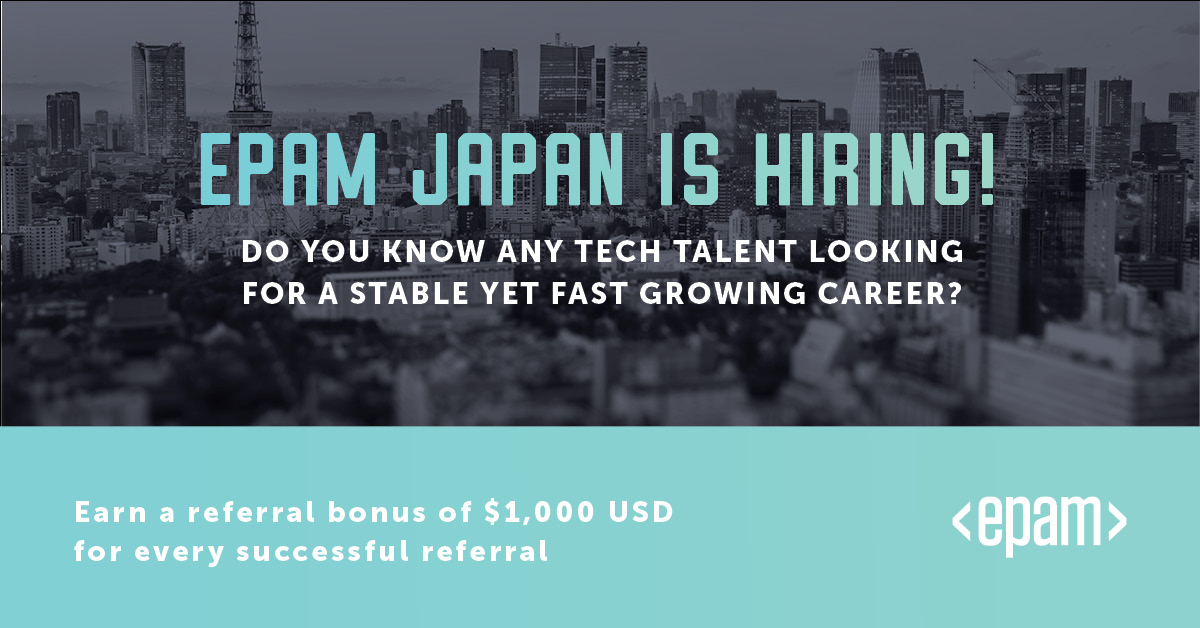 EPAM JAPAN IS HIRING!
DO YOU KNOW ANY TECH TALENT LOOKING
FOR A STABLE YET FAST GROWING CAREER?
Earn a referral bonus of $1,000 USD
for every successful referral
<epam>